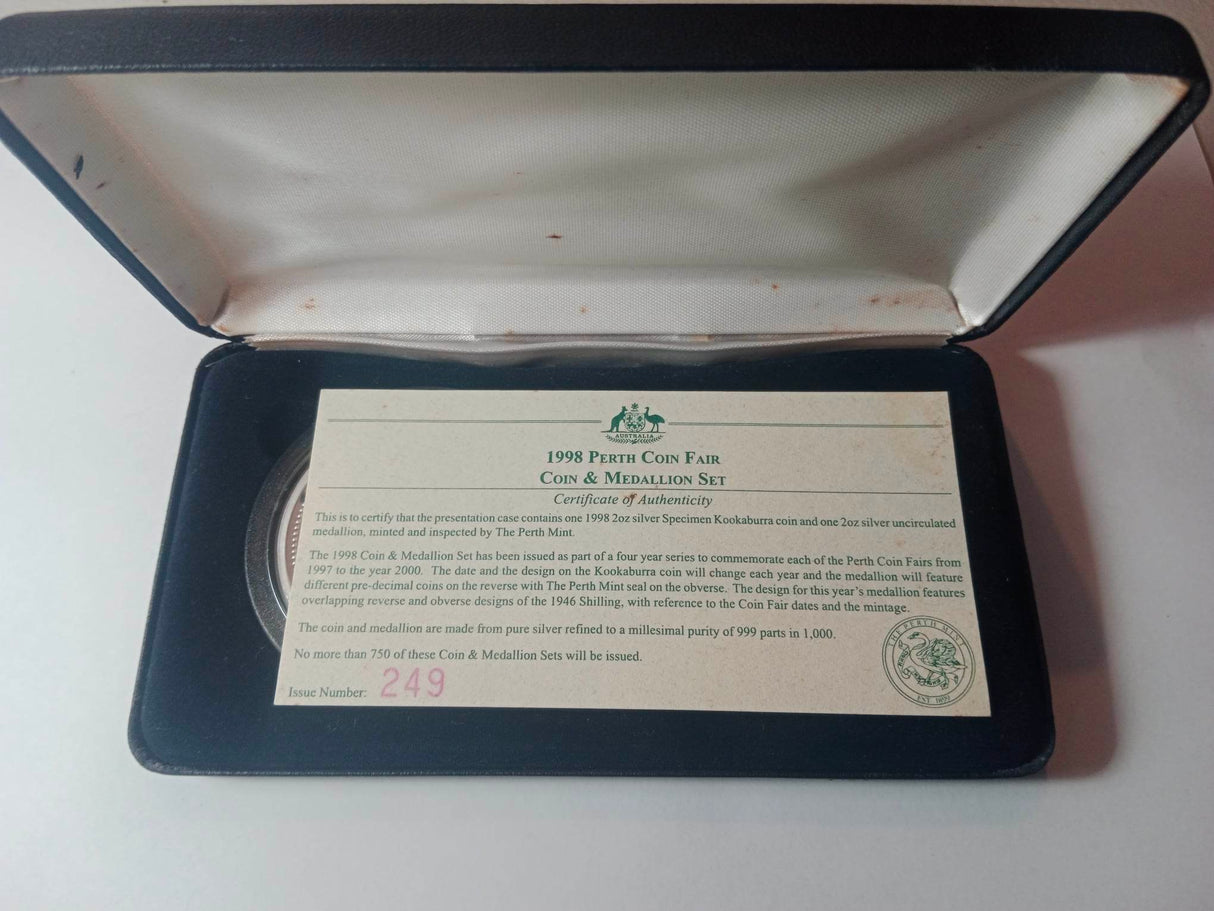 AUSTRALIA
1998 PERTH COIN FAIR
COIN & MEDALLION SET
Certificate of Authenticity
This is to certify that the presentation case contains one 1998 2oz silver Specimen Kookaburra coin and one 2oz silver uncirculated
medallion, minted and inspected by The Perth Mint.
The 1998 Coin & Medallion Set has been issued as part of a four year series to commemorate each of the Perth Coin Fairs from
1997 to the year 2000. The date and the design on the Kookaburra coin will change each year and the medallion will feature
different pre-decimal coins on the reverse with The Perth Mint seal on the obverse. The design for this year's medallion features
overlapping reverse and obverse designs of the 1946 Shilling, with reference to the Coin Fair dates and the mintage.
The coin and medallion are made from pure silver refined to a millesimal purity of 999 parts in 1,000.
No more than 750 of these Coin & Medallion Sets will be issued.
Issue Number: 249
THE PERTH MINT
EST 1899